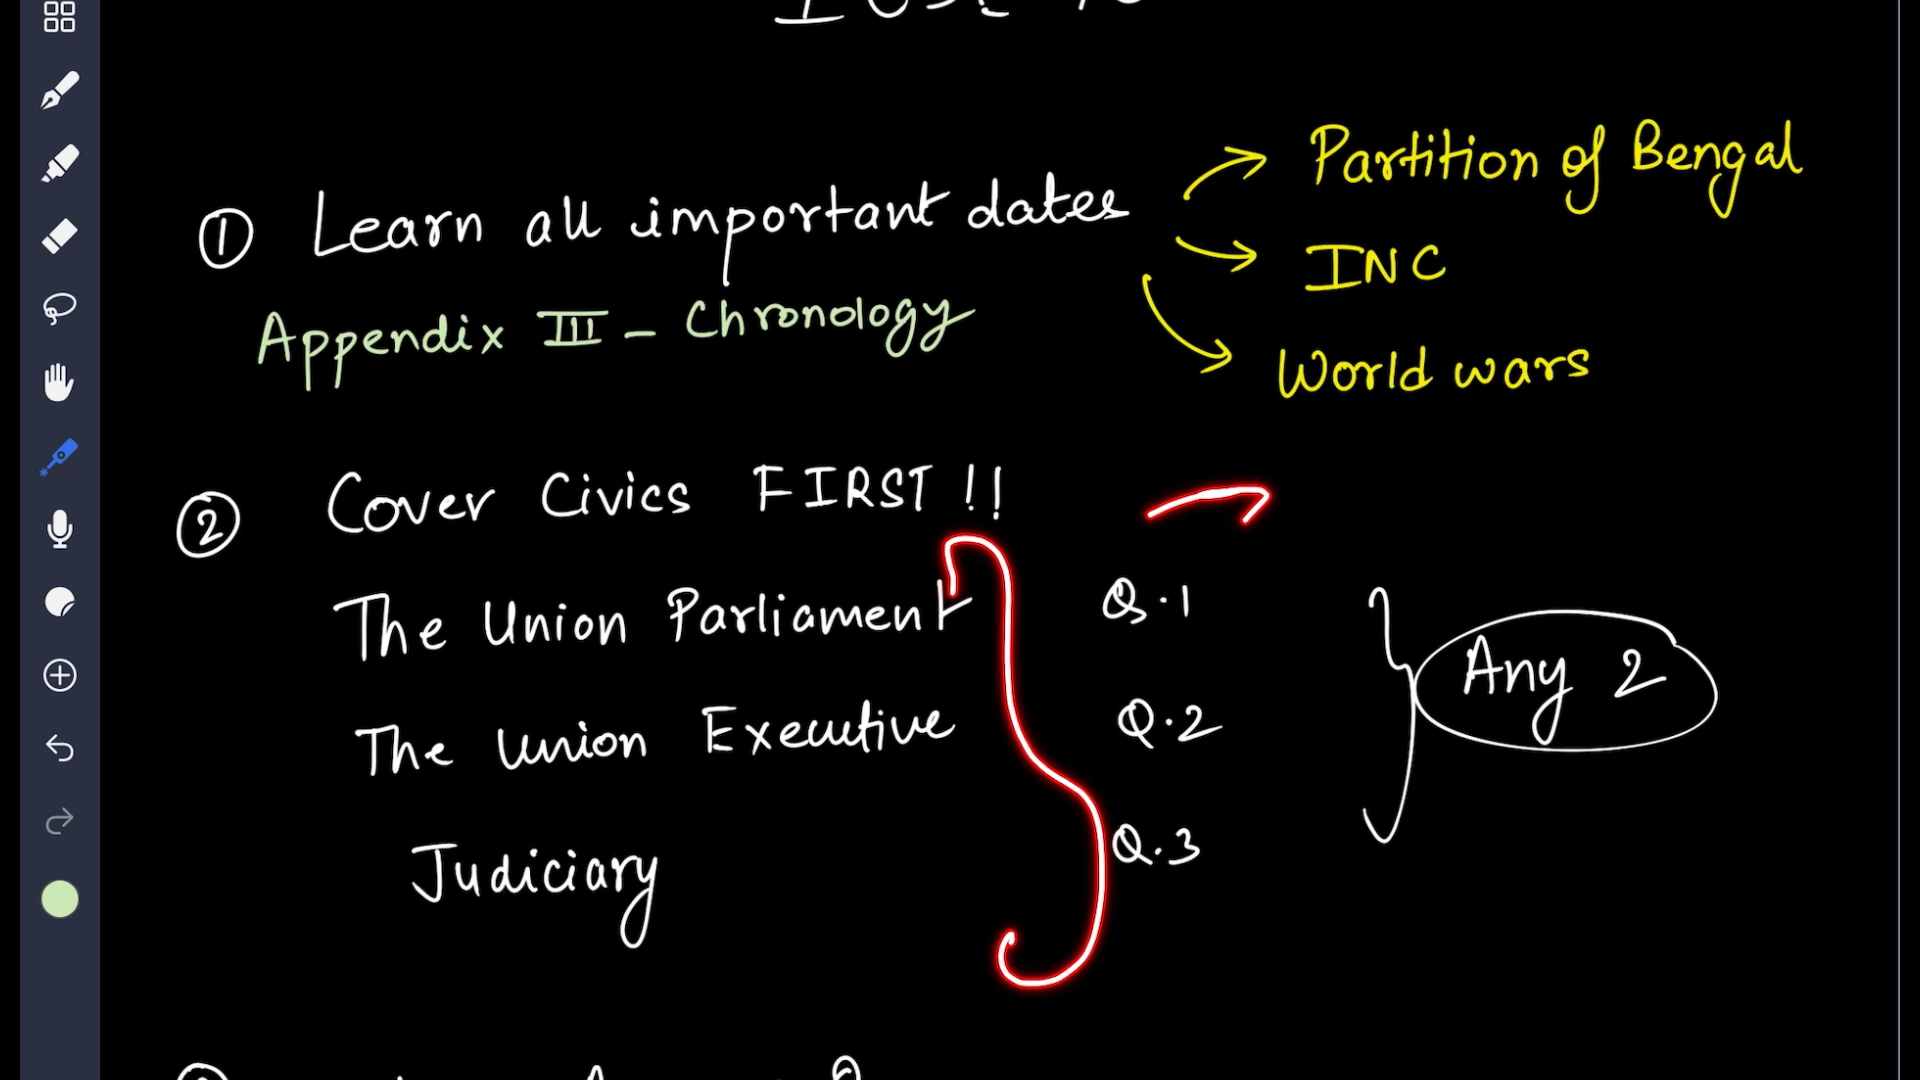 ① Learn all important dates
→ Partition of Bengal
→ INC
→ World wars
Appendix III - Chronology
② Cover Civics FIRST !!
The Union Parliament Q.1
The Union Executive Q.2
Judiciary Q.3
Any 2